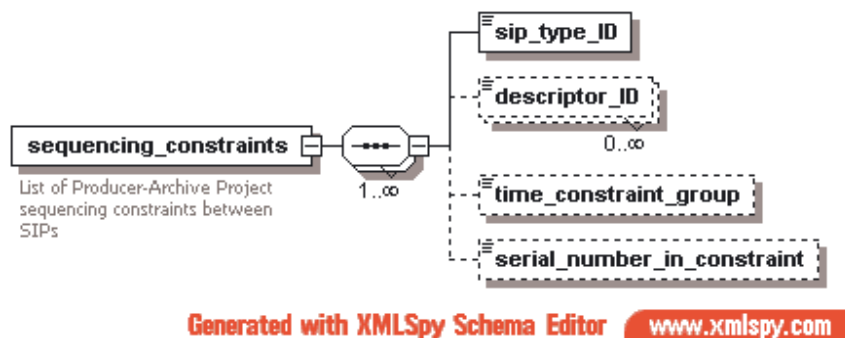 sip_type_ID
descriptor_ID
0..∞
sequencing_constraints
1..∞
List of Producer-Archive Project
sequencing constraints between
SIPs
time_constraint_group
serial_number_in_constraint
Generated with XMLSpy Schema Editor www.xmlspy.com